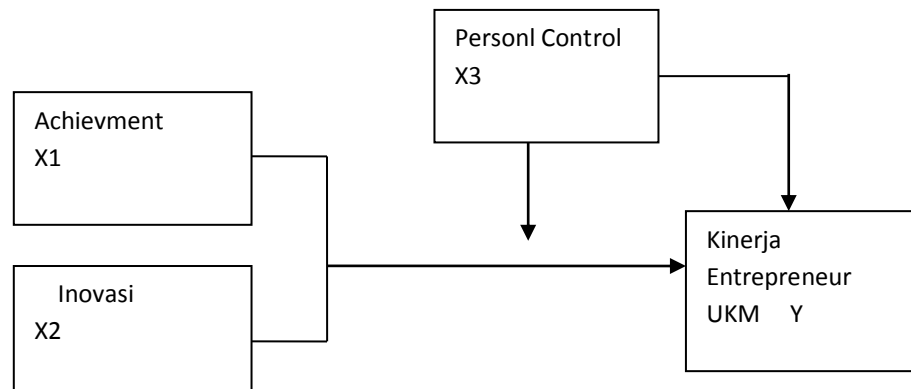 Personl Control
X3
Achievment
X1
Inovasi
X2
Kinerja
Entrepreneur
UKM Y